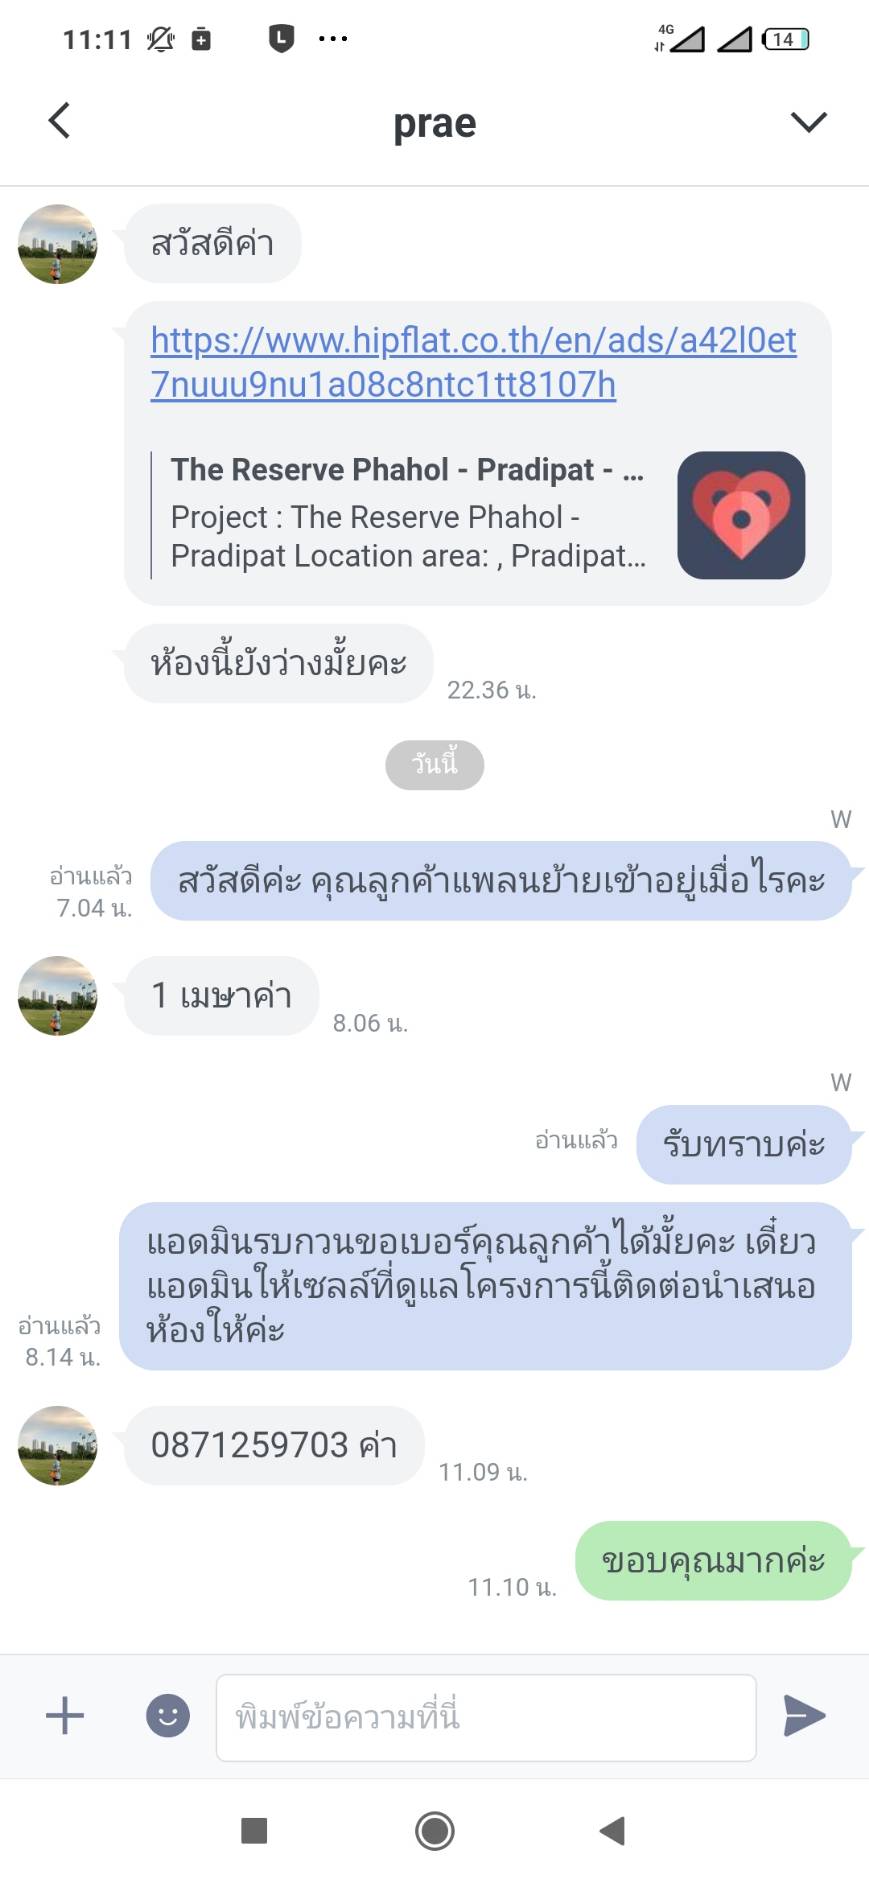 11:11
4G
14
prae
สวัสดีค่า
https://www.hipflat.co.th/en/ads/a42l0et
7nuuu9nu1a08c8ntc1tt8107h
The Reserve Phahol - Pradipat - ...
Project : The Reserve Phahol -
Pradipat Location area: , Pradipat...
ห้องนี้ยังว่างมั้ยคะ
22.36 น.
วันนี้
W
สวัสดีค่ะ คุณลูกค้าแพลนย้ายเข้าอยู่เมื่อไรคะ
อ่านแล้ว
7.04 น.
1 เมษาค่า
8.06 น.
W
อ่านแล้ว
รับทราบค่ะ
แอดมินรบกวนขอเบอร์คุณลูกค้าได้มั้ยคะ เดี๋ยว
แอดมินให้เซลล์ที่ดูแลโครงการนี้ติดต่อนำเสนอ
ห้องให้ค่ะ
อ่านแล้ว
8.14 น.
0871259703 ค่า
11.09 น.
ขอบคุณมากค่ะ
11.10 น.
พิมพ์ข้อความที่นี่